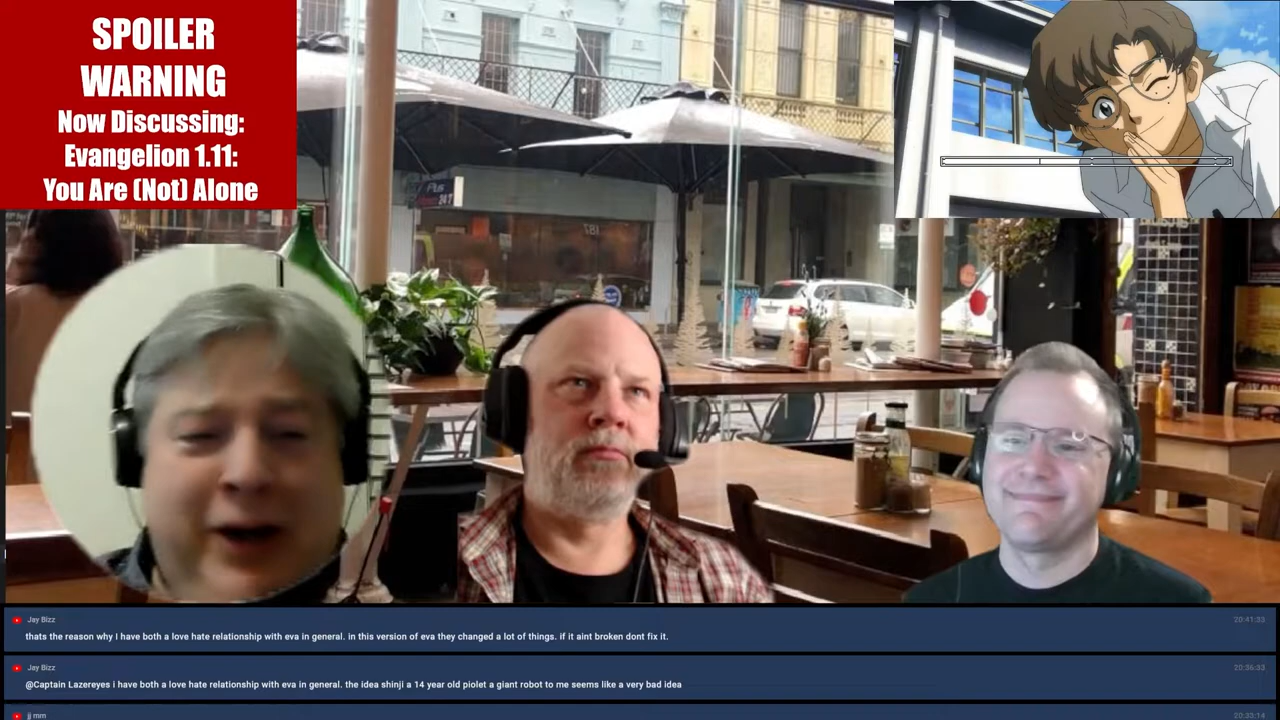 SPOILER
WARNING
Now Discussing:
Evangelion 1.11:
You Are (Not) Alone
Plus
Jay Bizz
20:41:33
thats the reason why I have both a love hate relationship with eva in general. in this version of eva they changed a lot of things. if it aint broken dont fix it.
Jay Bizz
20:36:33
@Captain Lazereyes i have both a love hate relationship with eva in general. the idea shinji a 14 year old piolet a giant robot to me seems like a very bad idea
jj mm
20:35:14